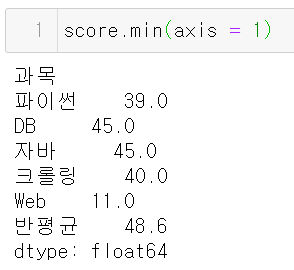 1 score.min(axis = 1)
과목
파이썬 39.0
DB 45.0
자바 45.0
크롤링 40.0
Web 11.0
반평균 48.6
dtype: float64